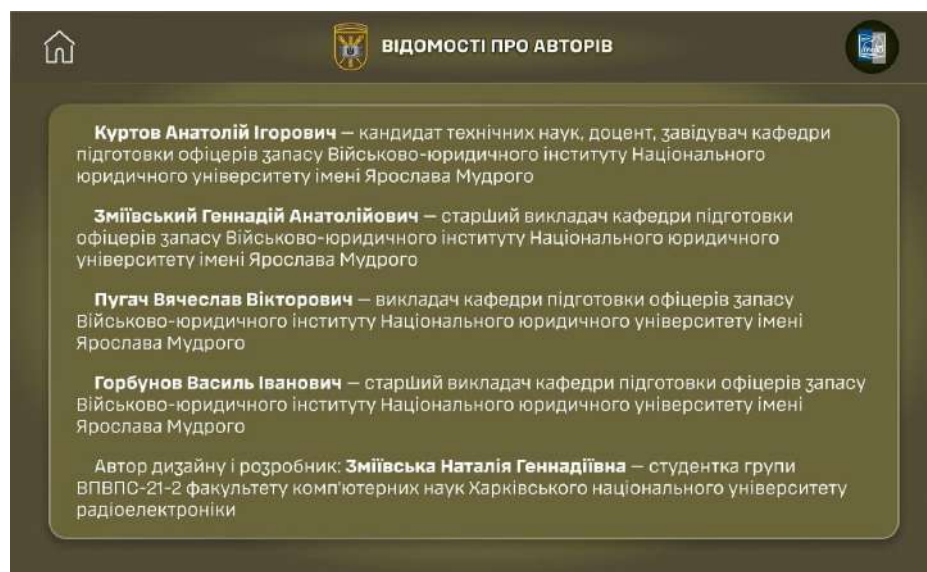 ВІДОМОСТІ ПРО АВТОРІВ
Куртов Анатолій Ігорович — кандидат технічних наук, доцент, завідувач кафедри
підготовки офіцерів запасу Військово-юридичного інституту Національного
юридичного університету імені Ярослава Мудрого
Зміївський Геннадій Анатолійович — старший викладач кафедри підготовки
офіцерів запасу Військово-юридичного інституту Національного юридичного
університету імені Ярослава Мудрого
Пугач Вячеслав Вікторович — викладач кафедри підготовки офіцерів запасу
Військово-юридичного інституту Національного юридичного університету імені
Ярослава Мудрого
Горбунов Василь Іванович — старший викладач кафедри підготовки офіцерів запасу
Військово-юридичного інституту Національного юридичного університету імені
Ярослава Мудрого
Автор дизайну і розробник: Зміївська Наталія Геннадіївна — студентка групи
ВПВПС-21-2 факультету комп'ютерних наук Харківського національного університету
радіоелектроніки